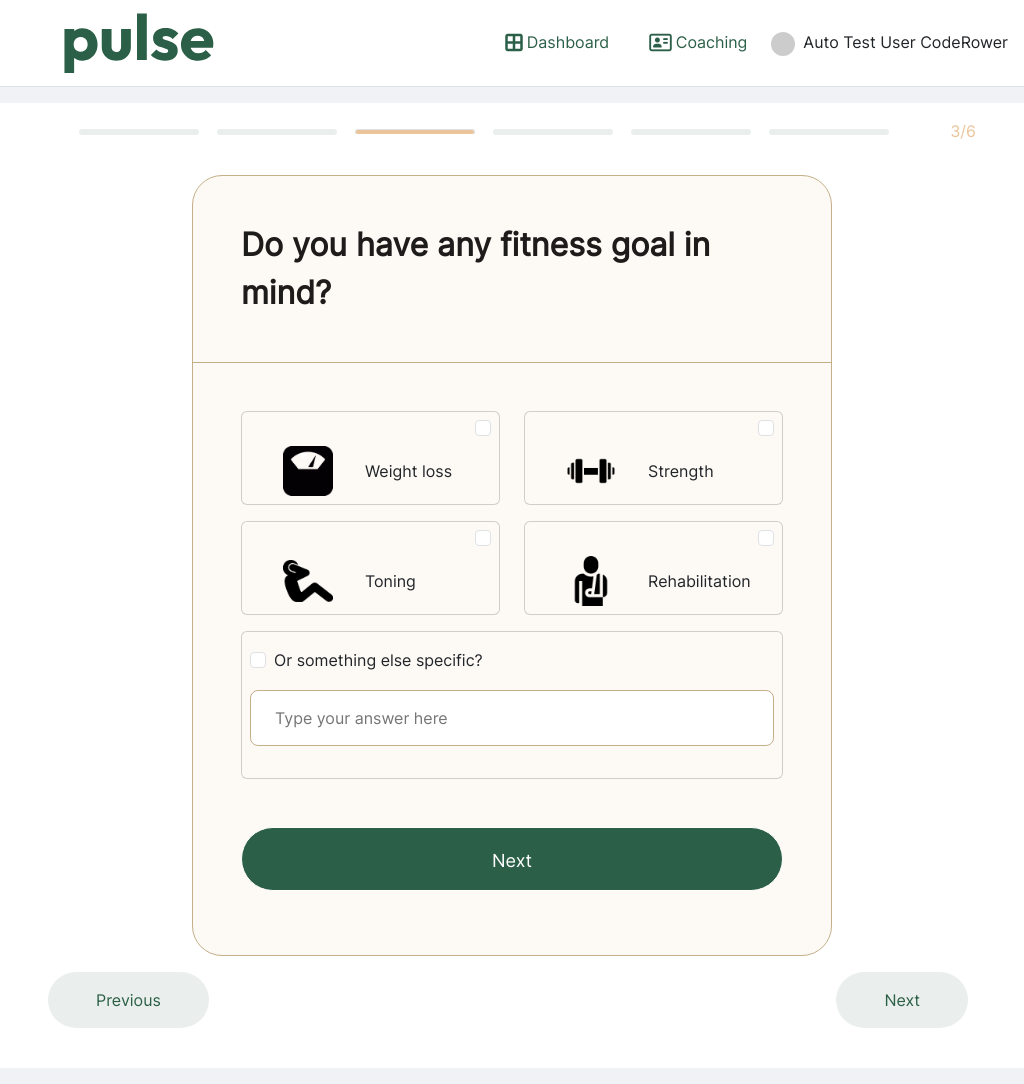 pulse
Dashboard
Coaching
Auto Test User CodeRower
3/6
Do you have any fitness goal in
mind?
Weight loss
Strength
Toning
Rehabilitation
Or something else specific?
Type your answer here
Next
Previous
Next